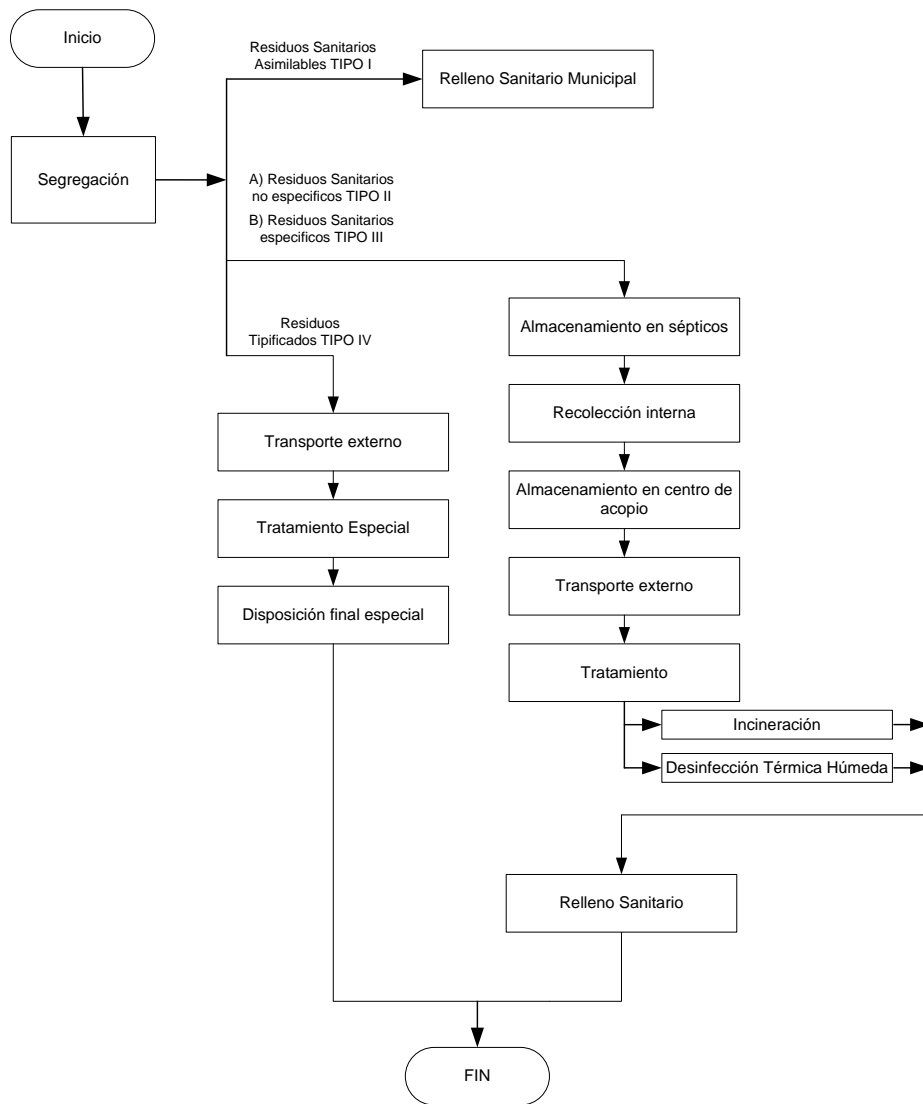 Inicio
Residuos Sanitarios
Asimilables TIPO I
Relleno Sanitario Municipal
Segregación
A) Residuos Sanitarios
no especificos TIPO II
B) Residuos Sanitarios
especificos TIPO III
Residuos
Tipificados TIPO IV
Almacenamiento en sépticos
Recolección interna
Almacenamiento en centro de
acopio
Transporte externo
Tratamiento
Incineración
Desinfección Térmica Húmeda
Transporte externo
Tratamiento Especial
Disposición final especial
Relleno Sanitario
FIN